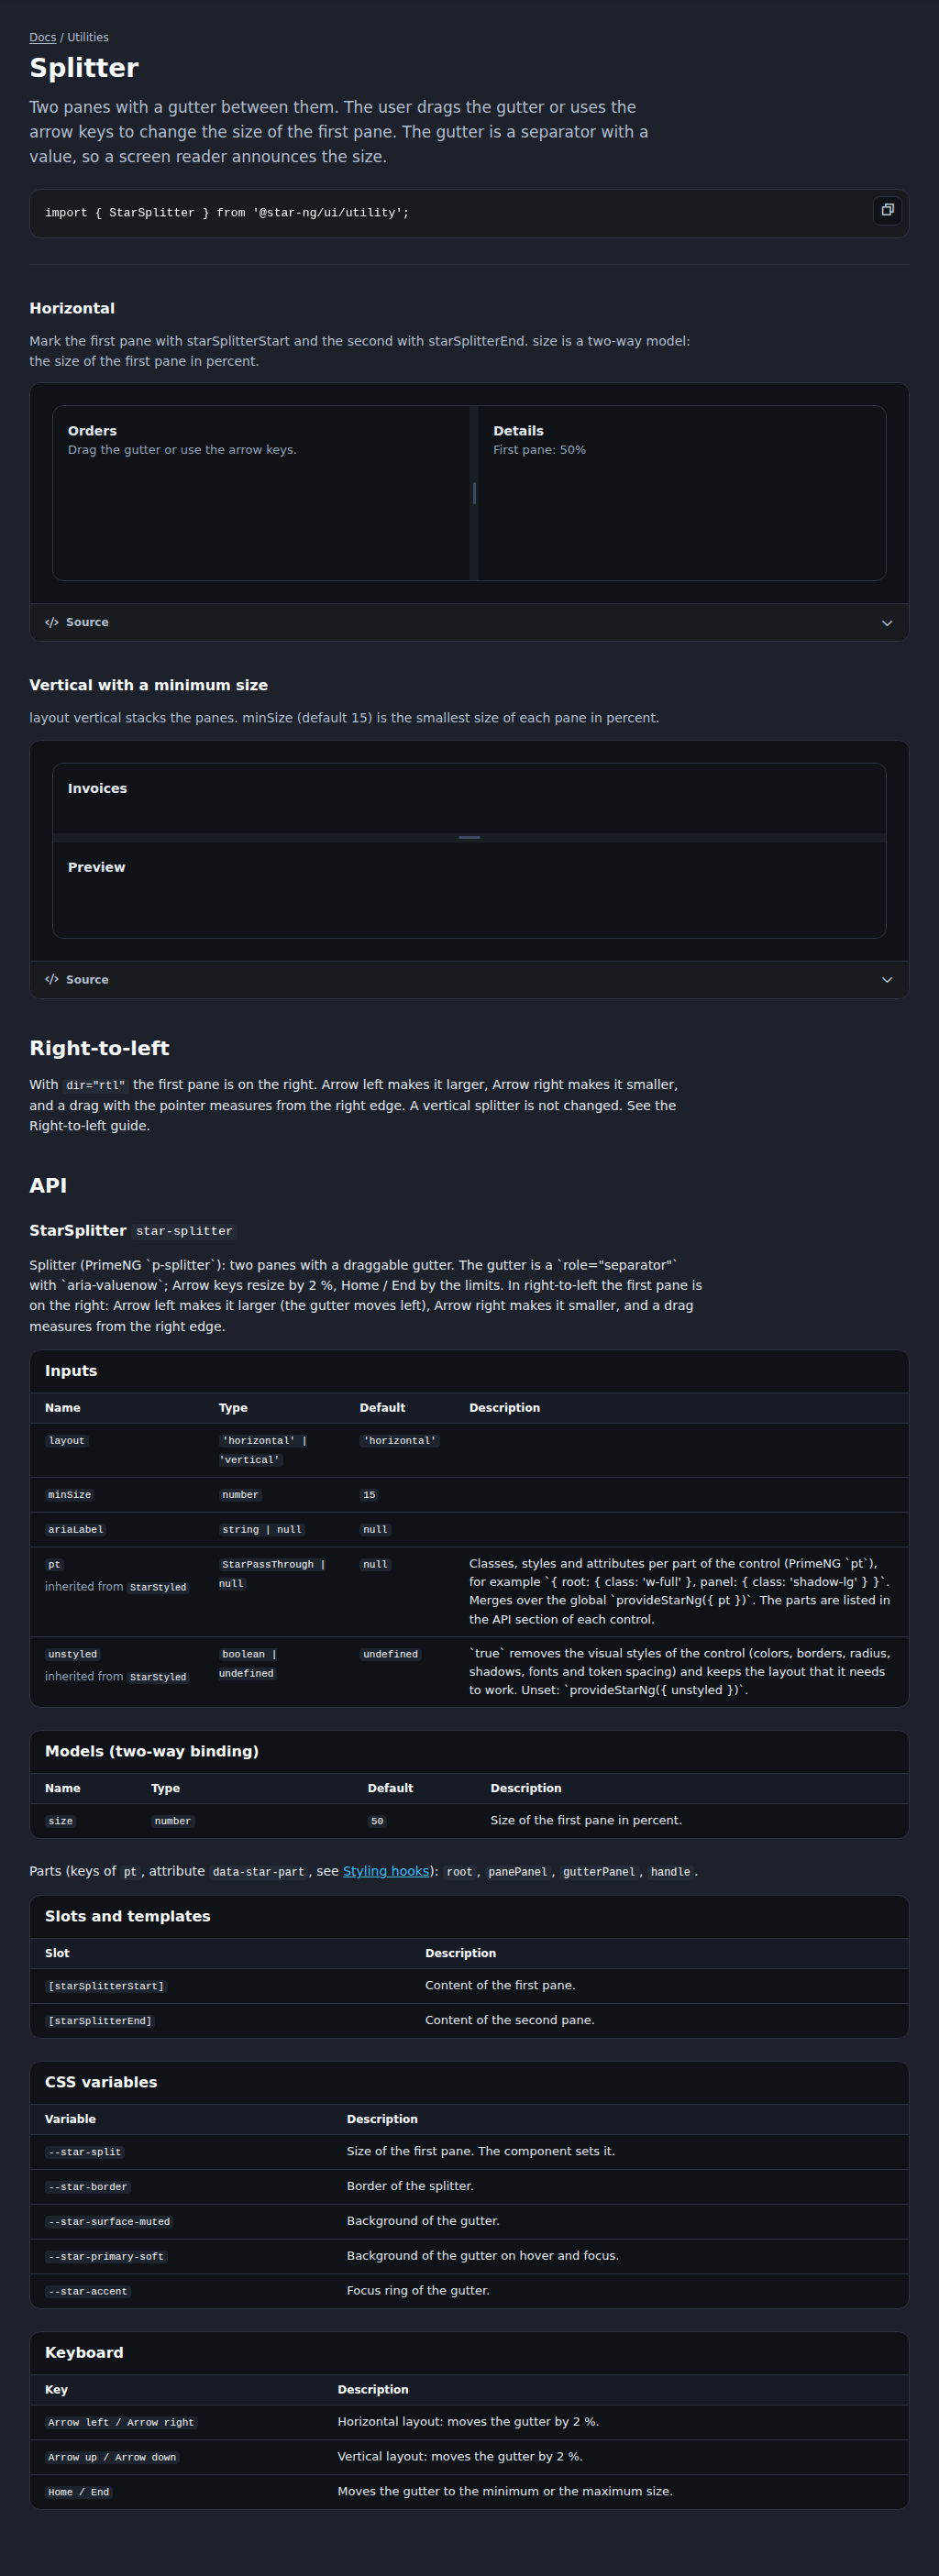 Docs / Utilities
Splitter
Two panes with a gutter between them. The user drags the gutter or uses the
arrow keys to change the size of the first pane. The gutter is a separator with a
value, so a screen reader announces the size.
import { StarSplitter } from '@star-ng/ui/utility';
Horizontal
Mark the first pane with starSplitterStart and the second with starSplitterEnd. size is a two-way model:
the size of the first pane in percent.
Orders
Drag the gutter or use the arrow keys.
Details
First pane: 50%
Source
Vertical with a minimum size
layout vertical stacks the panes. minSize (default 15) is the smallest size of each pane in percent.
Invoices
Preview
Source
Right-to-left
With dir="rtl" the first pane is on the right. Arrow left makes it larger, Arrow right makes it smaller,
and a drag with the pointer measures from the right edge. A vertical splitter is not changed. See the
Right-to-left guide.
API
StarSplitter star-splitter
Splitter (PrimeNG `p-splitter`): two panes with a draggable gutter. The gutter is a `role="separator"`
with `aria-valuenow`; Arrow keys resize by 2 %, Home / End by the limits. In right-to-left the first pane is
on the right: Arrow left makes it larger (the gutter moves left), Arrow right makes it smaller, and a drag
measures from the right edge.
Inputs
Name Type Default Description
layout 'horizontal' | 'horizontal'
'vertical'
minSize number 15
ariaLabel string | null null
pt StarPassThrough | null Classes, styles and attributes per part of the control (PrimeNG `pt`),
inherited from StarStyled null for example `{ root: { class: 'w-full' }, panel: { class: 'shadow-lg' } }`.
Merges over the global `provideStarNg({ pt })`. The parts are listed in
the API section of each control.
unstyled boolean | undefined `true` removes the visual styles of the control (colors, borders, radius,
inherited from StarStyled undefined shadows, fonts and token spacing) and keeps the layout that it needs
to work. Unset: `provideStarNg({ unstyled })`.
Models (two-way binding)
Name Type Default Description
size number 50 Size of the first pane in percent.
Parts (keys of pt, attribute data-star-part, see Styling hooks): root, panePanel, gutterPanel, handle.
Slots and templates
Slot Description
[starSplitterStart] Content of the first pane.
[starSplitterEnd] Content of the second pane.
CSS variables
Variable Description
--star-split Size of the first pane. The component sets it.
--star-border Border of the splitter.
--star-surface-muted Background of the gutter.
--star-primary-soft Background of the gutter on hover and focus.
--star-accent Focus ring of the gutter.
Keyboard
Key Description
Arrow left / Arrow right Horizontal layout: moves the gutter by 2 %.
Arrow up / Arrow down Vertical layout: moves the gutter by 2 %.
Home / End Moves the gutter to the minimum or the maximum size.